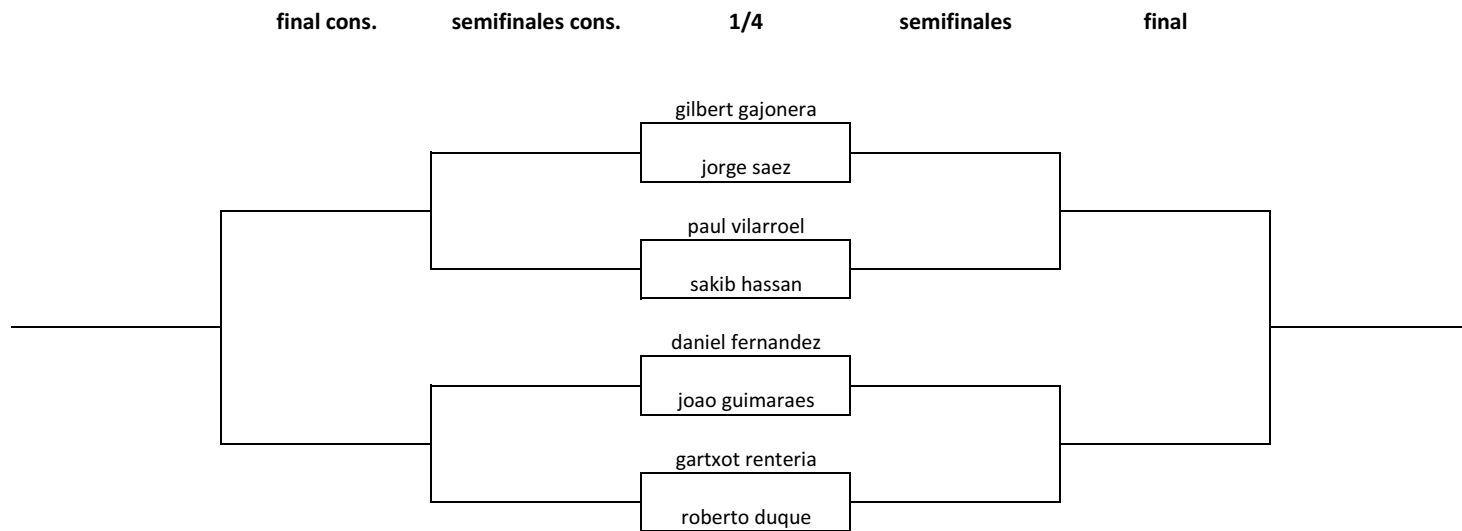 final cons. semifinales cons. 1/4 semifinales final
gilbert gajonera
jorge saez
paul vilarroel
sakib hassan
daniel fernandez
joao guimaraes
gartxot renteria
roberto duque